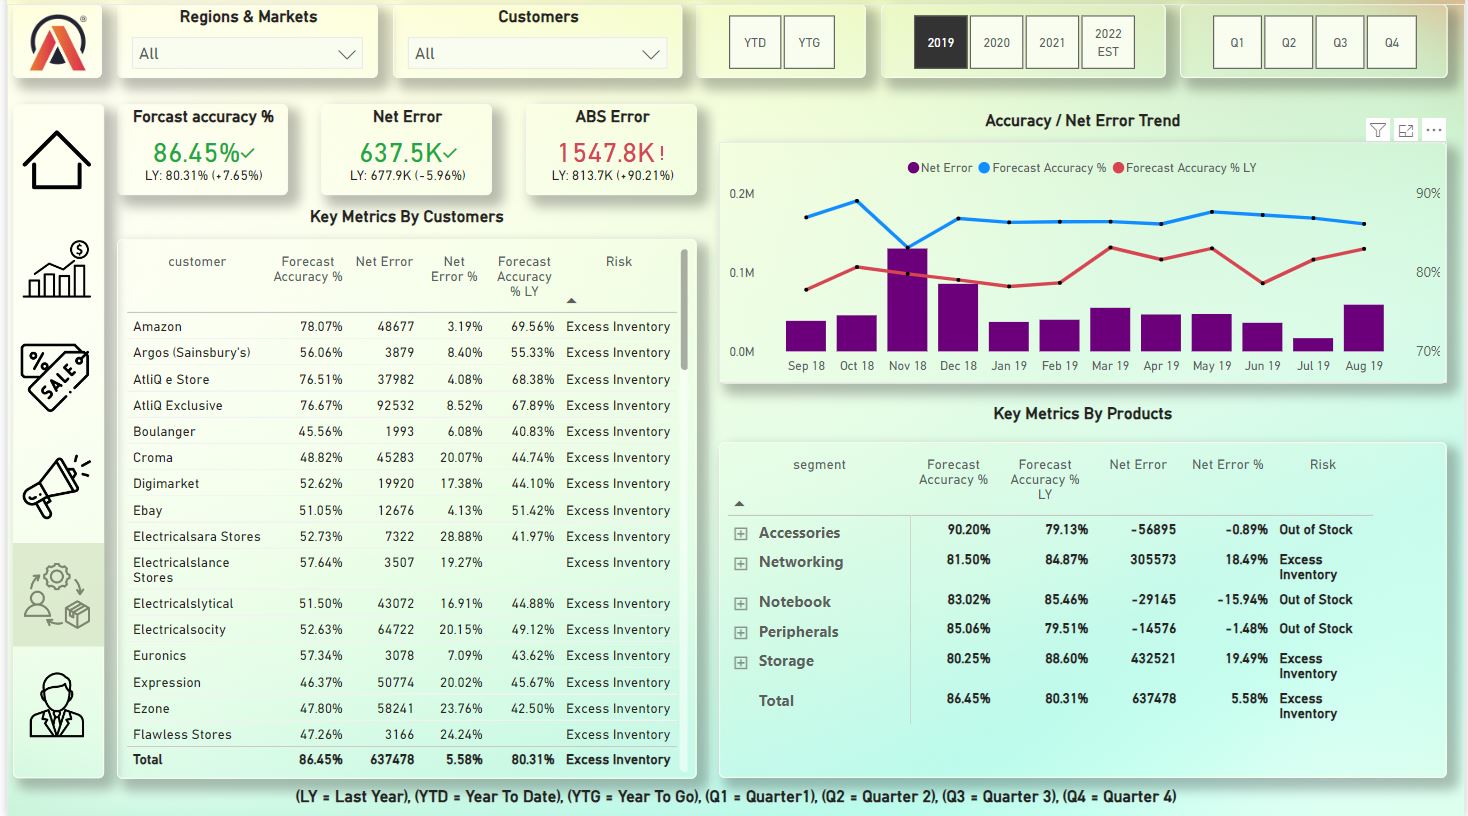 Regions & Markets
All
Customers
All
YTD YTG
2019 2020 2021 2022 EST
Q1 Q2 Q3 Q4
Forcast accuracy %
86.45%
LY: 80.31% (+7.65%)
Net Error
637.5K
LY: 677.9K (-5.96%)
ABS Error
1547.8K!
LY: 813.7K (+90.21%)
Key Metrics By Customers
customer Forecast Accuracy % Net Error Net Error % Forecast Accuracy % LY Risk
Amazon 78.07% 48677 3.19% 69.56% Excess Inventory
Argos (Sainsbury's) 56.06% 3879 8.40% 55.33% Excess Inventory
AtliQ e Store 76.51% 37982 4.08% 68.38% Excess Inventory
AtliQ Exclusive 76.67% 92532 8.52% 67.89% Excess Inventory
Boulanger 45.56% 1993 6.08% 40.83% Excess Inventory
Croma 48.82% 45283 20.07% 44.74% Excess Inventory
Digimarket 52.62% 19920 17.38% 44.10% Excess Inventory
Ebay 51.05% 12676 4.13% 51.42% Excess Inventory
Electricalsara Stores 52.73% 7322 28.88% 41.97% Excess Inventory
Electricalslance Stores 57.64% 3507 19.27% Excess Inventory
Electricalslytical 51.50% 43072 16.91% 44.88% Excess Inventory
Electricalsocity 52.63% 64722 20.15% 49.12% Excess Inventory
Euronics 57.34% 3078 7.09% 43.62% Excess Inventory
Expression 46.37% 50774 20.02% 45.67% Excess Inventory
Ezone 47.80% 58241 23.76% 42.50% Excess Inventory
Flawless Stores 47.26% 3166 24.24% Excess Inventory
Total 86.45% 637478 5.58% 80.31% Excess Inventory
Accuracy / Net Error Trend
Net Error Forecast Accuracy % Forecast Accuracy % LY
0.2M 90%
0.1M 80%
0.0M 70%
Sep 18 Oct 18 Nov 18 Dec 18 Jan 19 Feb 19 Mar 19 Apr 19 May 19 Jun 19 Jul 19 Aug 19
Key Metrics By Products
segment Forecast Accuracy % Forecast Accuracy % LY Net Error Net Error % Risk
Accessories 90.20% 79.13% -56895 -0.89% Out of Stock
Networking 81.50% 84.87% 305573 18.49% Excess Inventory
Notebook 83.02% 85.46% -29145 -15.94% Out of Stock
Peripherals 85.06% 79.51% -14576 -1.48% Out of Stock
Storage 80.25% 88.60% 432521 19.49% Excess Inventory
Total 86.45% 80.31% 637478 5.58% Excess Inventory
$
%
SALE
(LY = Last Year), (YTD = Year To Date), (YTG = Year To Go), (Q1 = Quarter1), (Q2 = Quarter 2), (Q3 = Quarter 3), (Q4 = Quarter 4)